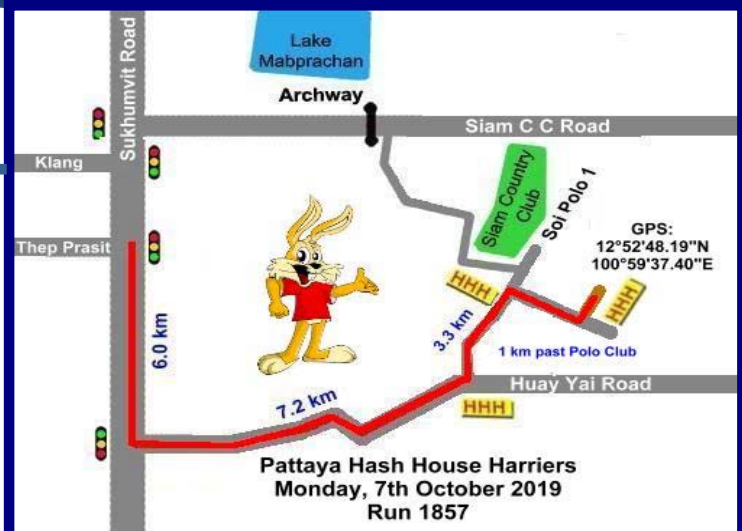 Lake
Mabprachan
Archway
Sukhumvit Road
Siam C C Road
Klang
Siam Country
Club
Soi Polo 1
GPS:
12°52'48.19"N
100°59'37.40"E
Thep Prasit
HHH
HHH
6.0 km
3.3 km
1 km past Polo Club
Huay Yai Road
7.2 km
HHH
Pattaya Hash House Harriers
Monday, 7th October 2019
Run 1857